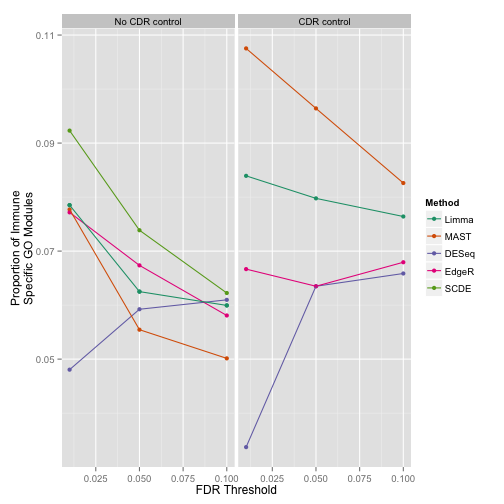 No CDR control
CDR control
0.11
0.09
0.07
0.05
Proportion of Immune
Specific GO Modules
0.025
0.050
0.075
0.100
0.025
0.050
0.075
0.100
FDR Threshold
Method
Limma
MAST
DESeq
EdgeR
SCDE